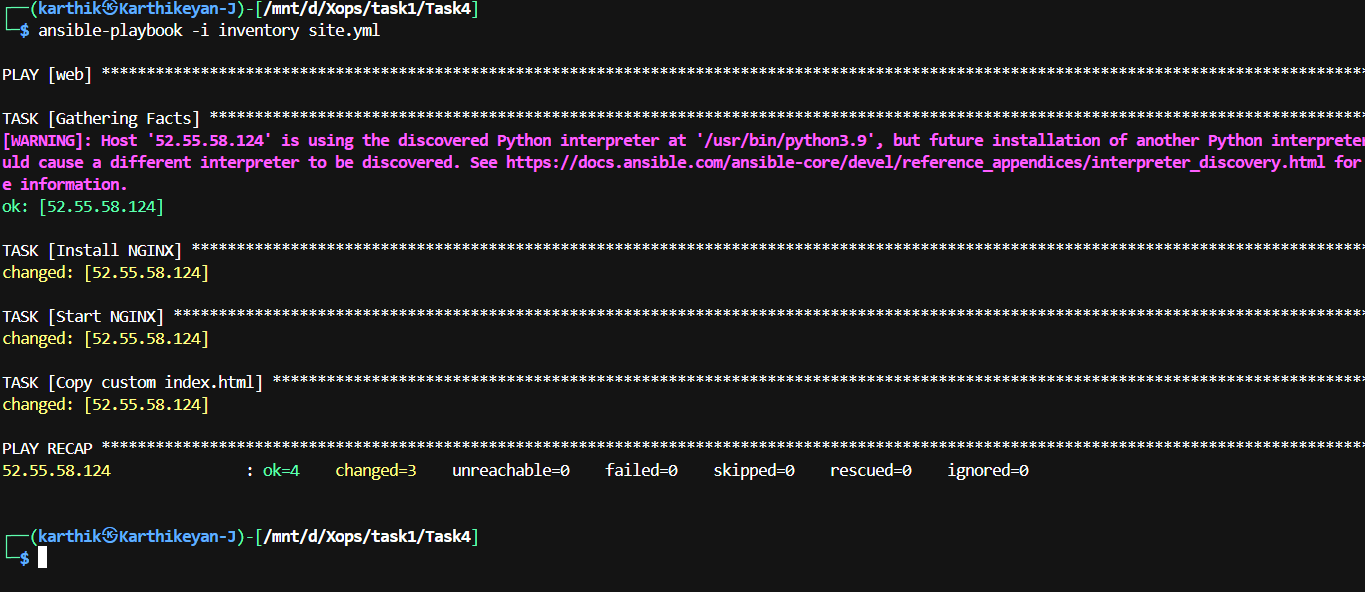 ┌──(karthik㉿Karthikeyan-J)-[/mnt/d/Xops/task1/Task4]
└─$ ansible-playbook -i inventory site.yml
PLAY [web] *********************************************************************************************************************************************
TASK [Gathering Facts] *********************************************************************************************************************************
[WARNING]: Host '52.55.58.124' is using the discovered Python interpreter at '/usr/bin/python3.9', but future installation of another Python interpreter
uld cause a different interpreter to be discovered. See https://docs.ansible.com/ansible-core/devel/reference_appendices/interpreter_discovery.html for
e information.
ok: [52.55.58.124]
TASK [Install NGINX] ***********************************************************************************************************************************
changed: [52.55.58.124]
TASK [Start NGINX] *************************************************************************************************************************************
changed: [52.55.58.124]
TASK [Copy custom index.html] **************************************************************************************************************************
changed: [52.55.58.124]
PLAY RECAP *********************************************************************************************************************************************
52.55.58.124               : ok=4    changed=3    unreachable=0    failed=0    skipped=0    rescued=0    ignored=0
┌──(karthik㉿Karthikeyan-J)-[/mnt/d/Xops/task1/Task4]
└─$